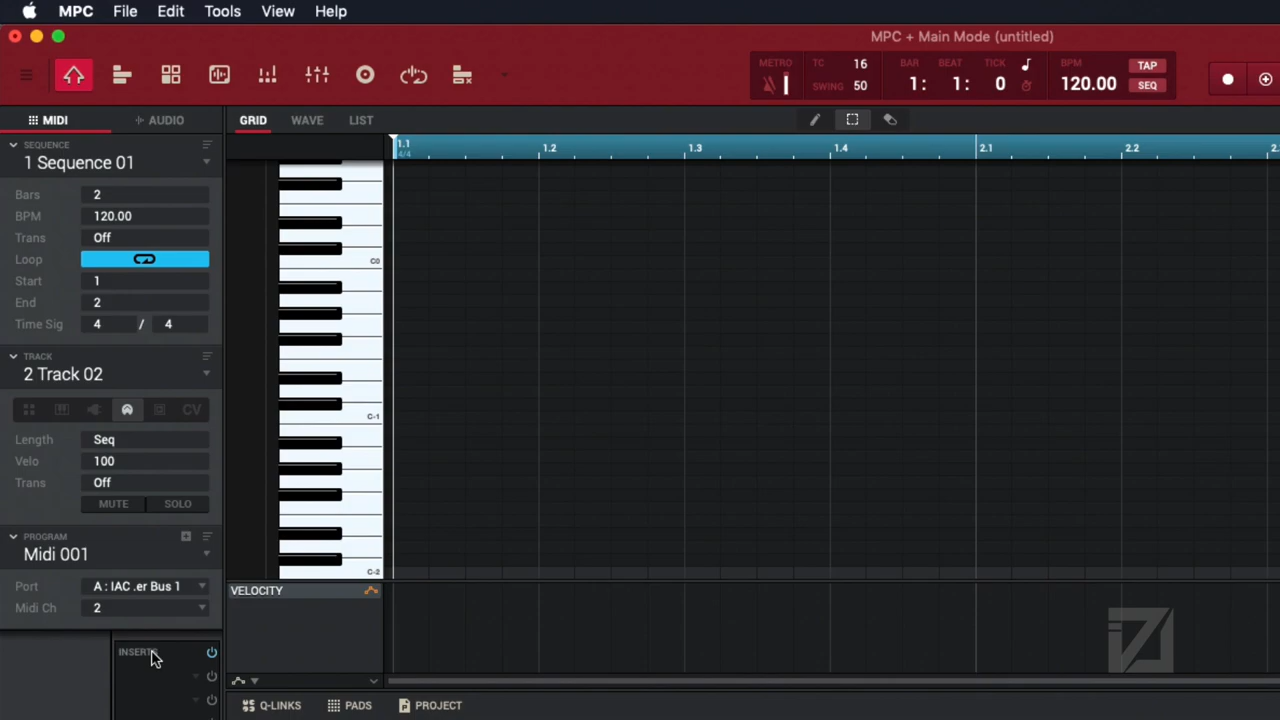 MPC File Edit Tools View Help
MPC + Main Mode (untitled)
METRO TC 16 SWING 50 BAR BEAT TICK 1: 1: 0 BPM 120.00 TAP SEQ
MIDI AUDIO
GRID WAVE LIST
SEQUENCE
1 Sequence 01
1.1 1.2 1.3 1.4 2.1 2.2
4/4
Bars 2
BPM 120.00
Trans Off
Loop
Start 1
End 2
Time Sig 4 / 4
C0
TRACK
2 Track 02
CV
C-1
Length Seq
Velo 100
Trans Off
MUTE SOLO
PROGRAM
Midi 001
C-2
Port A : IAC .er Bus 1
VELOCITY
Midi Ch 2
INSERTS
Q-LINKS PADS PROJECT